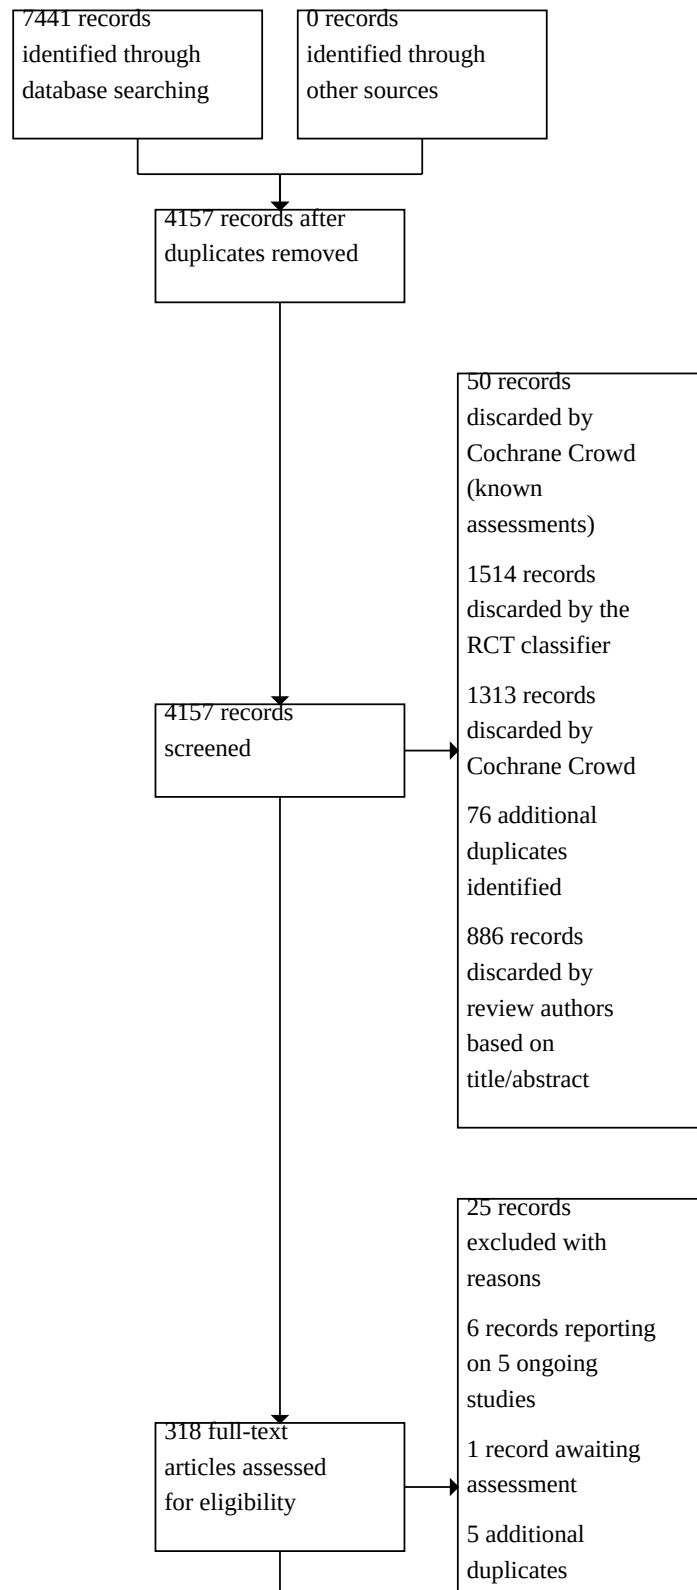 7441 records
identified through
database searching
0 records
identified through
other sources
4157 records after
duplicates removed
50 records
discarded by
Cochrane Crowd
(known
assessments)
1514 records
discarded by the
RCT classifier
1313 records
discarded by
Cochrane Crowd
76 additional
duplicates
identified
886 records
discarded by
review authors
based on
title/abstract
4157 records
screened
25 records
excluded with
reasons
6 records reporting
on 5 ongoing
studies
1 record awaiting
assessment
5 additional
duplicates
318 full-text
articles assessed
for eligibility